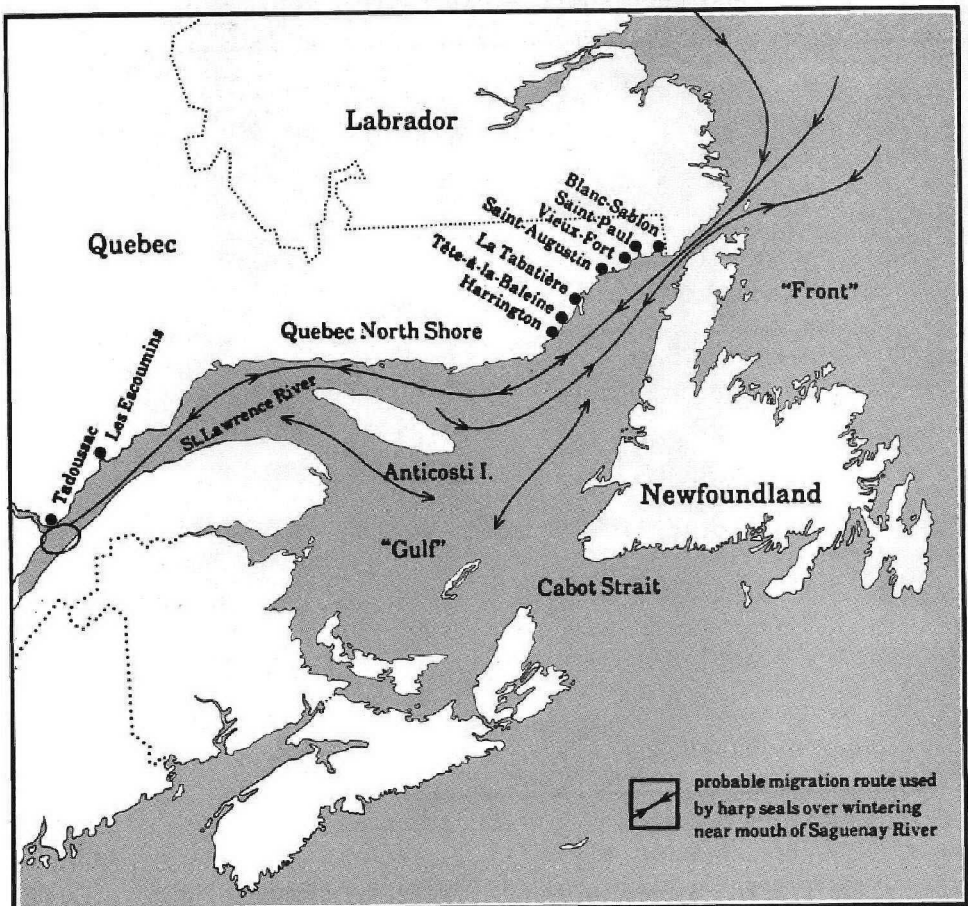 Labrador
Quebec
Blanc-Sablon
Saint-Paul
Vieux-Fort
Saint-Augustin
La Tabatière
Tête-à-la-Baleine
Harrington
"Front"
Quebec North Shore
Tadoussac
Les Escoumins
St. Lawrence River
Anticosti I.
Newfoundland
"Gulf"
Cabot Strait
probable migration route used
by harp seals over wintering
near mouth of Saguenay River